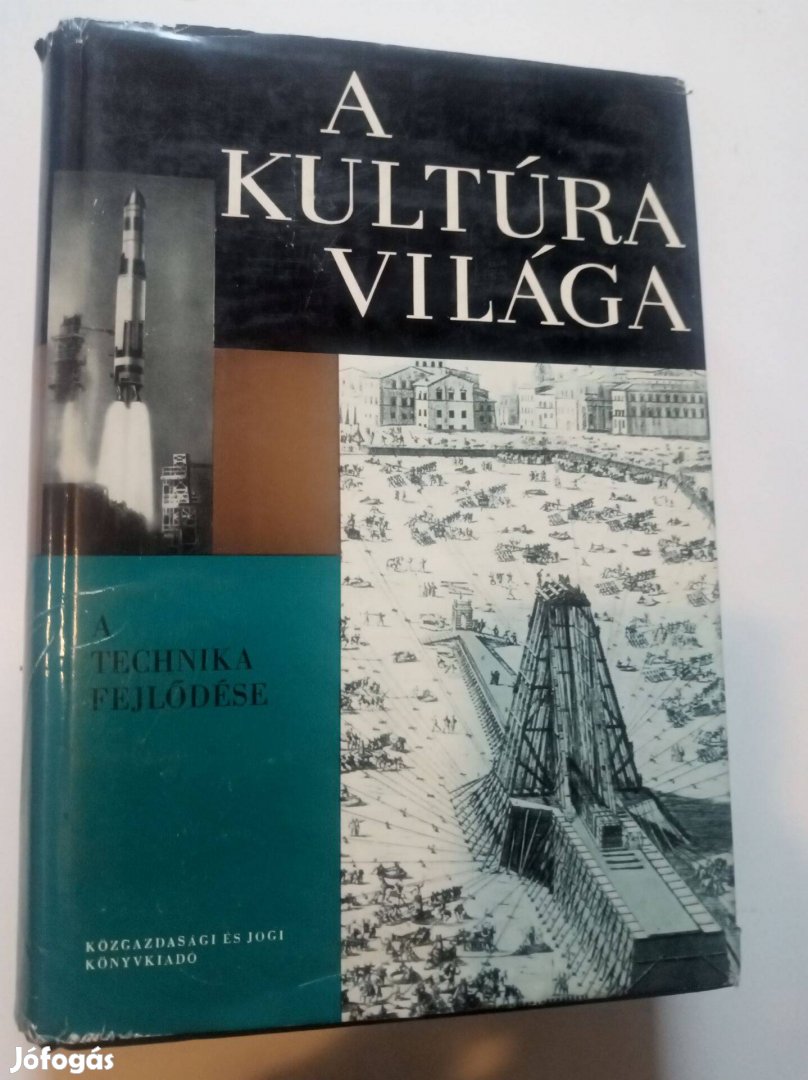 A
KULTÚRA
VILÁGA
A
TECHNIKA
FEJLŐDÉSE
KÖZGAZDASÁGI ÉS JOGI
KÖNYVKIADÓ
Jófogás